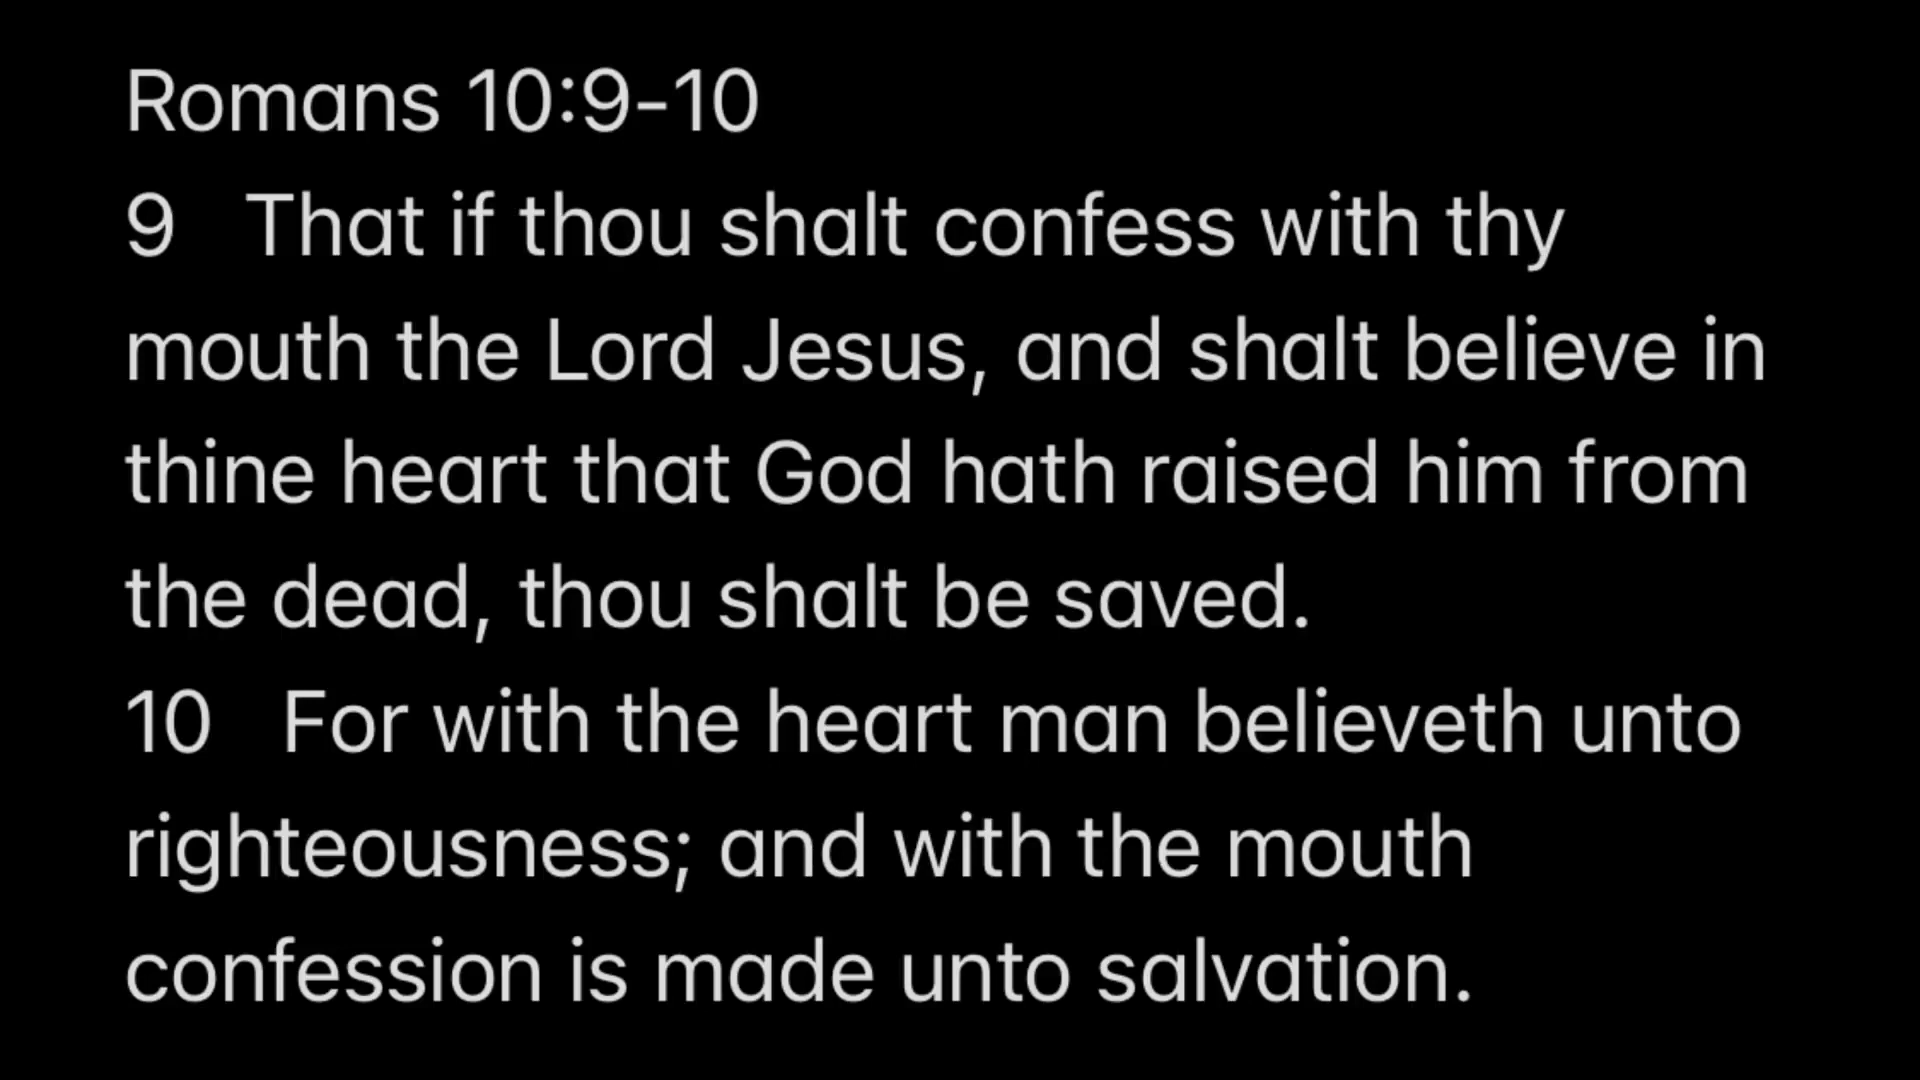 Romans 10:9-10
9 That if thou shalt confess with thy
mouth the Lord Jesus, and shalt believe in
thine heart that God hath raised him from
the dead, thou shalt be saved.
10 For with the heart man believeth unto
righteousness; and with the mouth
confession is made unto salvation.